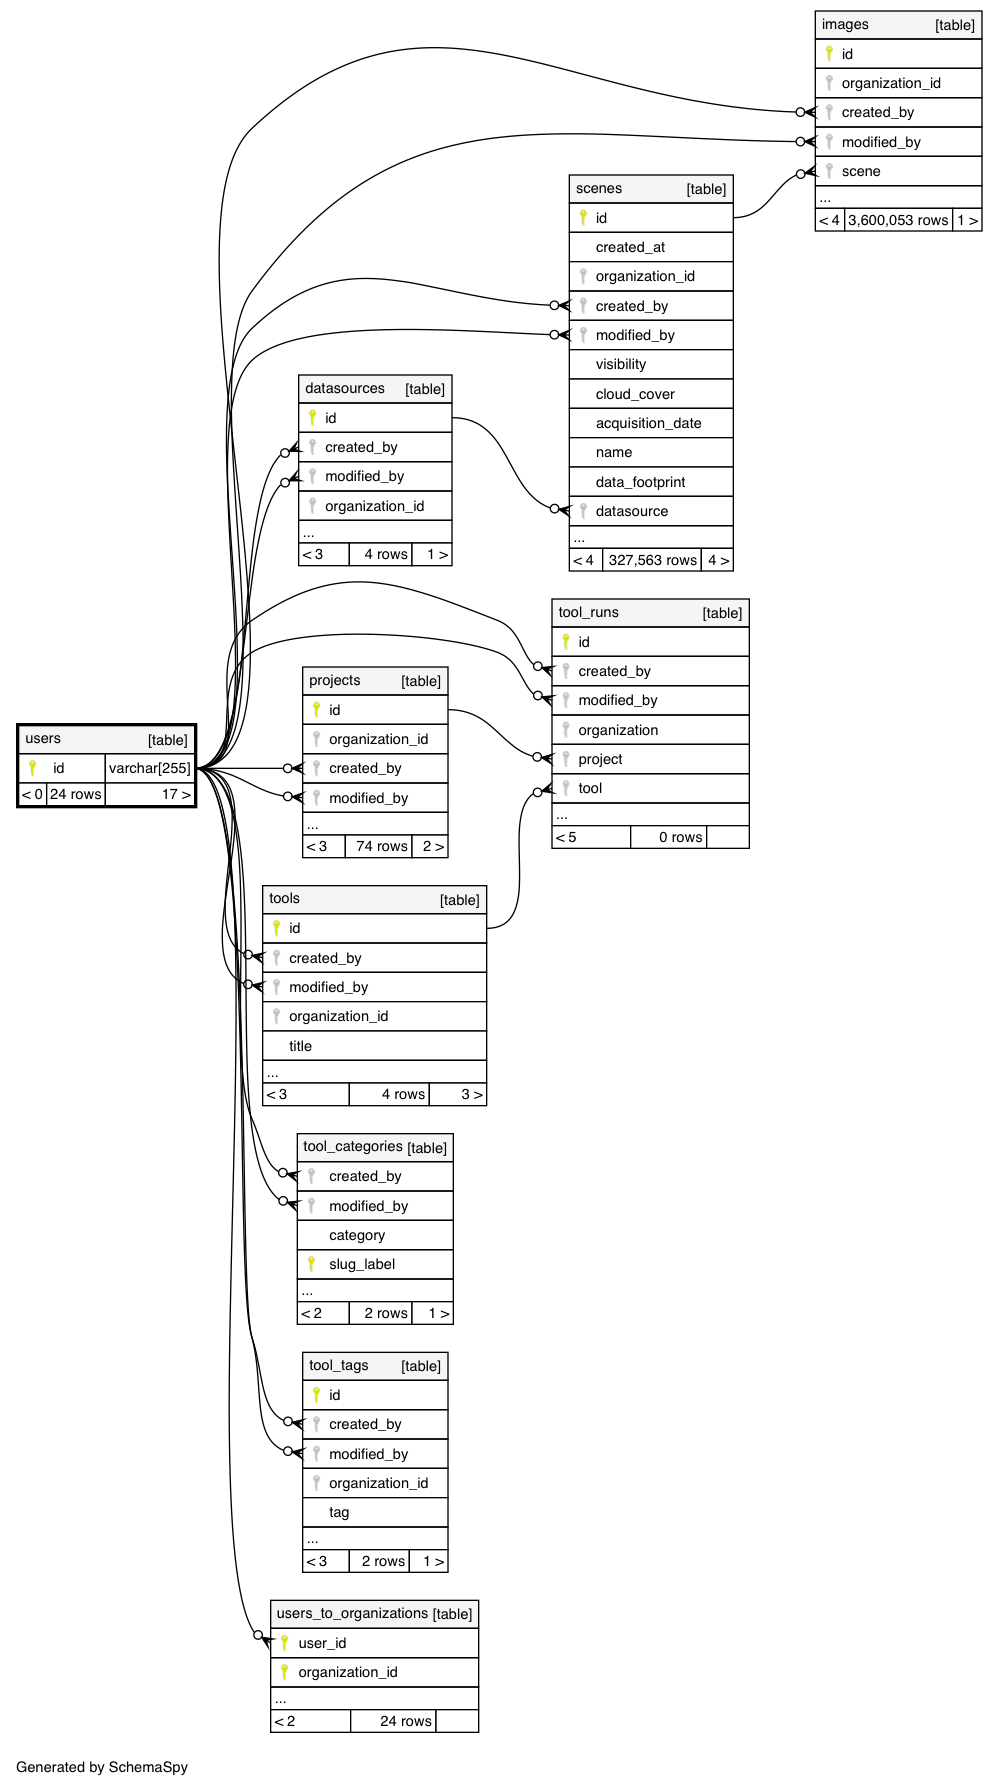 images [table]
id
organization_id
created_by
modified_by
scene
...
< 4 3,600,053 rows 1 >
scenes [table]
id
created_at
organization_id
created_by
modified_by
visibility
cloud_cover
acquisition_date
name
data_footprint
datasource
...
< 4 327,563 rows 4 >
datasources [table]
id
created_by
modified_by
organization_id
...
< 3 4 rows 1 >
tool_runs [table]
id
created_by
modified_by
organization
project
tool
...
< 5 0 rows
projects [table]
id
organization_id
created_by
modified_by
...
< 3 74 rows 2 >
users [table]
id varchar[255]
< 0 24 rows 17 >
tools [table]
id
created_by
modified_by
organization_id
title
...
< 3 4 rows 3 >
tool_categories [table]
created_by
modified_by
category
slug_label
...
< 2 2 rows 1 >
tool_tags [table]
id
created_by
modified_by
organization_id
tag
...
< 3 2 rows 1 >
users_to_organizations [table]
user_id
organization_id
...
< 2 24 rows
Generated by SchemaSpy